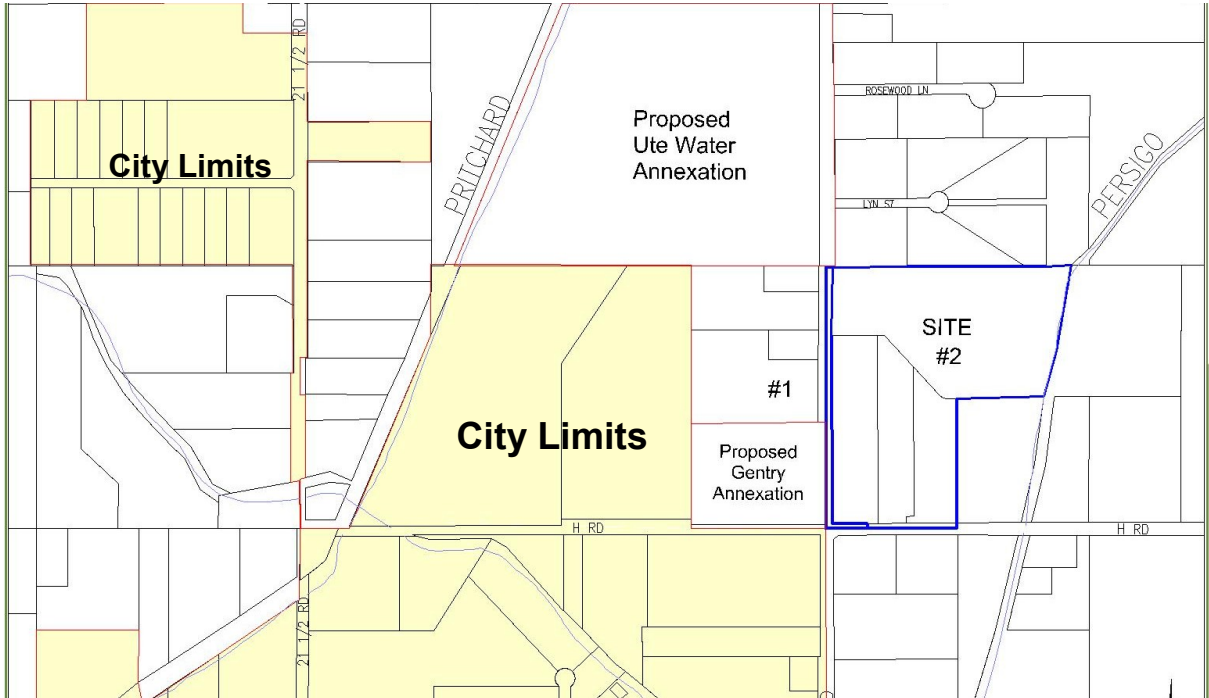 21 1/2 RD
City Limits
PRITCHARD
Proposed
Ute Water
Annexation
ROSEWOOD LN
LYN ST
PERSIGO
SITE
#2
#1
City Limits
Proposed
Gentry
Annexation
H RD
H RD
21 1/2 RD